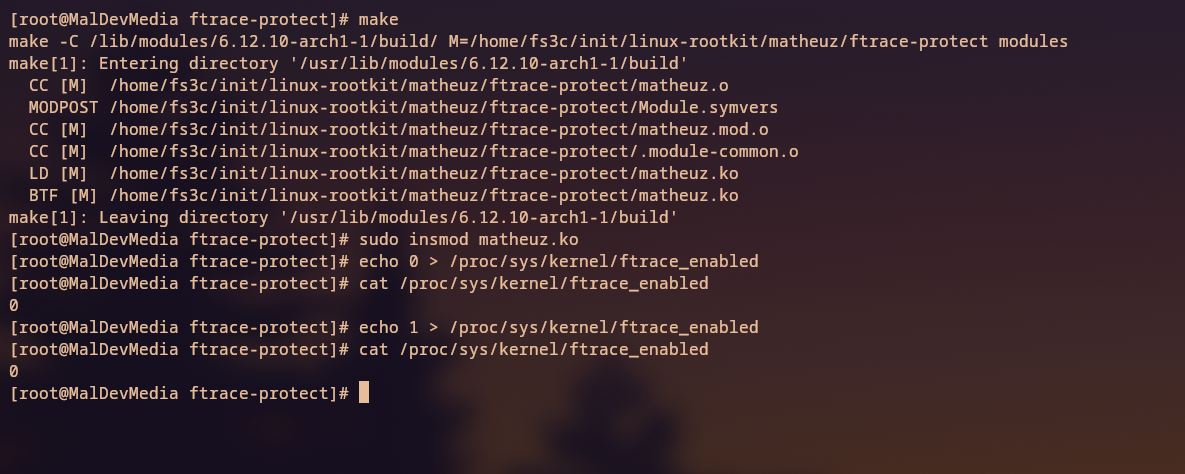 [root@MalDevMedia ftrace-protect]# make
make -C /lib/modules/6.12.10-arch1-1/build/ M=/home/fs3c/init/linux-rootkit/matheuz/ftrace-protect modules
make[1]: Entering directory '/usr/lib/modules/6.12.10-arch1-1/build'
  CC [M]  /home/fs3c/init/linux-rootkit/matheuz/ftrace-protect/matheuz.o
  MODPOST /home/fs3c/init/linux-rootkit/matheuz/ftrace-protect/Module.symvers
  CC [M]  /home/fs3c/init/linux-rootkit/matheuz/ftrace-protect/matheuz.mod.o
  CC [M]  /home/fs3c/init/linux-rootkit/matheuz/ftrace-protect/.module-common.o
  LD [M]  /home/fs3c/init/linux-rootkit/matheuz/ftrace-protect/matheuz.ko
  BTF [M] /home/fs3c/init/linux-rootkit/matheuz/ftrace-protect/matheuz.ko
make[1]: Leaving directory '/usr/lib/modules/6.12.10-arch1-1/build'
[root@MalDevMedia ftrace-protect]# sudo insmod matheuz.ko
[root@MalDevMedia ftrace-protect]# echo 0 > /proc/sys/kernel/ftrace_enabled
[root@MalDevMedia ftrace-protect]# cat /proc/sys/kernel/ftrace_enabled
0
[root@MalDevMedia ftrace-protect]# echo 1 > /proc/sys/kernel/ftrace_enabled
[root@MalDevMedia ftrace-protect]# cat /proc/sys/kernel/ftrace_enabled
0
[root@MalDevMedia ftrace-protect]#